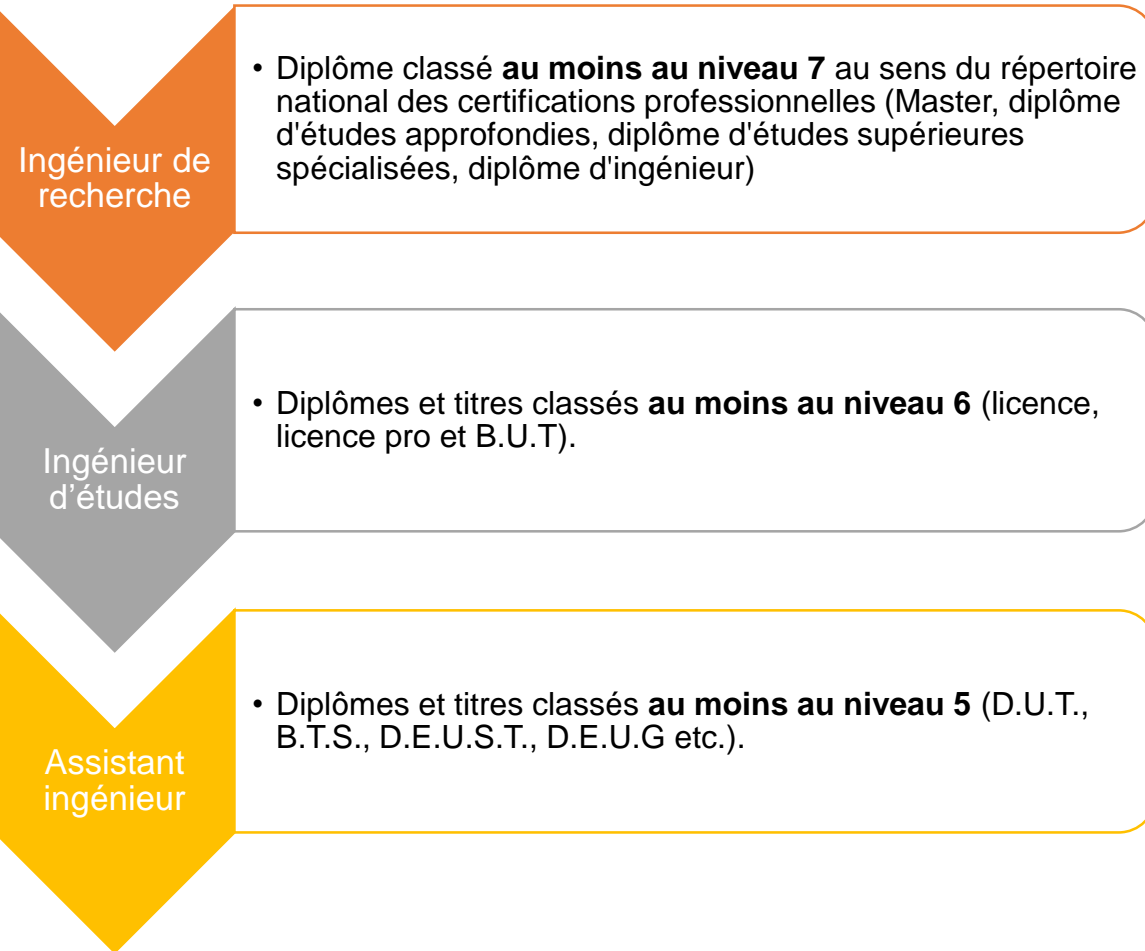 Ingénieur de
recherche
• Diplôme classé au moins au niveau 7 au sens du répertoire
national des certifications professionnelles (Master, diplôme
d'études approfondies, diplôme d'études supérieures
spécialisées, diplôme d'ingénieur)
Ingénieur
d’études
• Diplômes et titres classés au moins au niveau 6 (licence,
licence pro et B.U.T).
Assistant
ingénieur
• Diplômes et titres classés au moins au niveau 5 (D.U.T.,
B.T.S., D.E.U.S.T., D.E.U.G etc.).